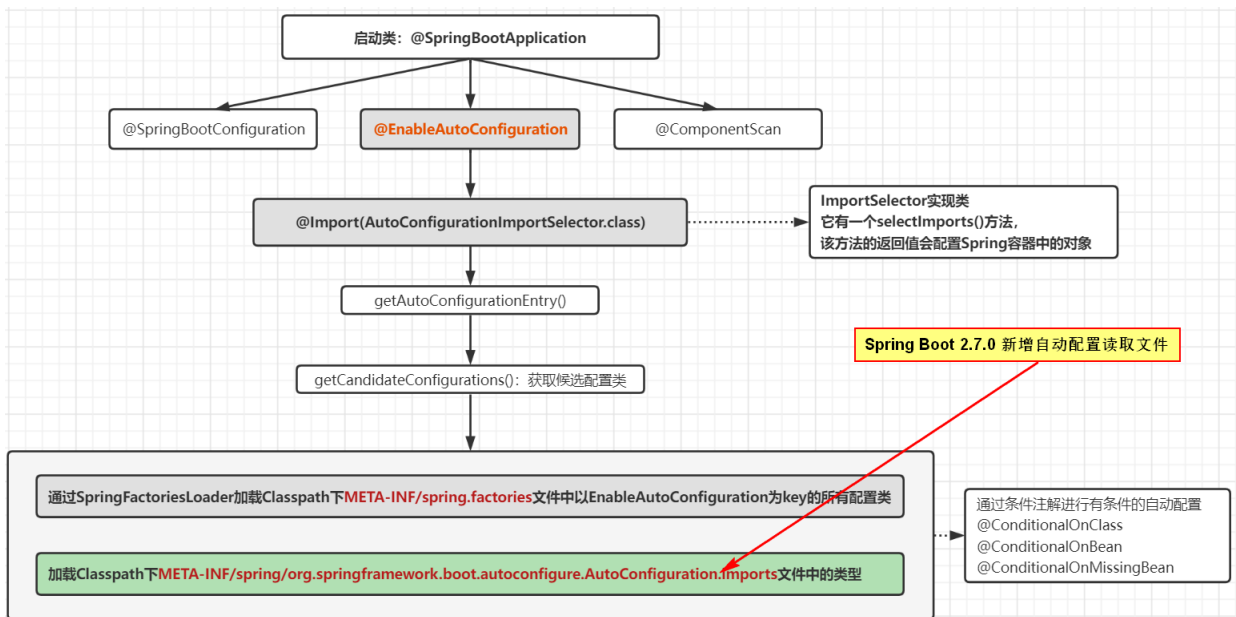 启动类：@SpringBootApplication
@SpringBootConfiguration
@EnableAutoConfiguration
@ComponentScan
@Import(AutoConfigurationImportSelector.class)
ImportSelector实现类
它有一个selectImports()方法，
该方法的返回值会配置Spring容器中的对象
getAutoConfigurationEntry()
Spring Boot 2.7.0 新增自动配置读取文件
getCandidateConfigurations()：获取候选配置类
通过SpringFactoriesLoader加载Classpath下META-INF/spring.factories文件中以EnableAutoConfiguration为key的所有配置类
加载Classpath下META-INF/spring/org.springframework.boot.autoconfigure.AutoConfiguration.imports文件中的类型
通过条件注解进行有条件的自动配置
@ConditionalOnClass
@ConditionalOnBean
@ConditionalOnMissingBean